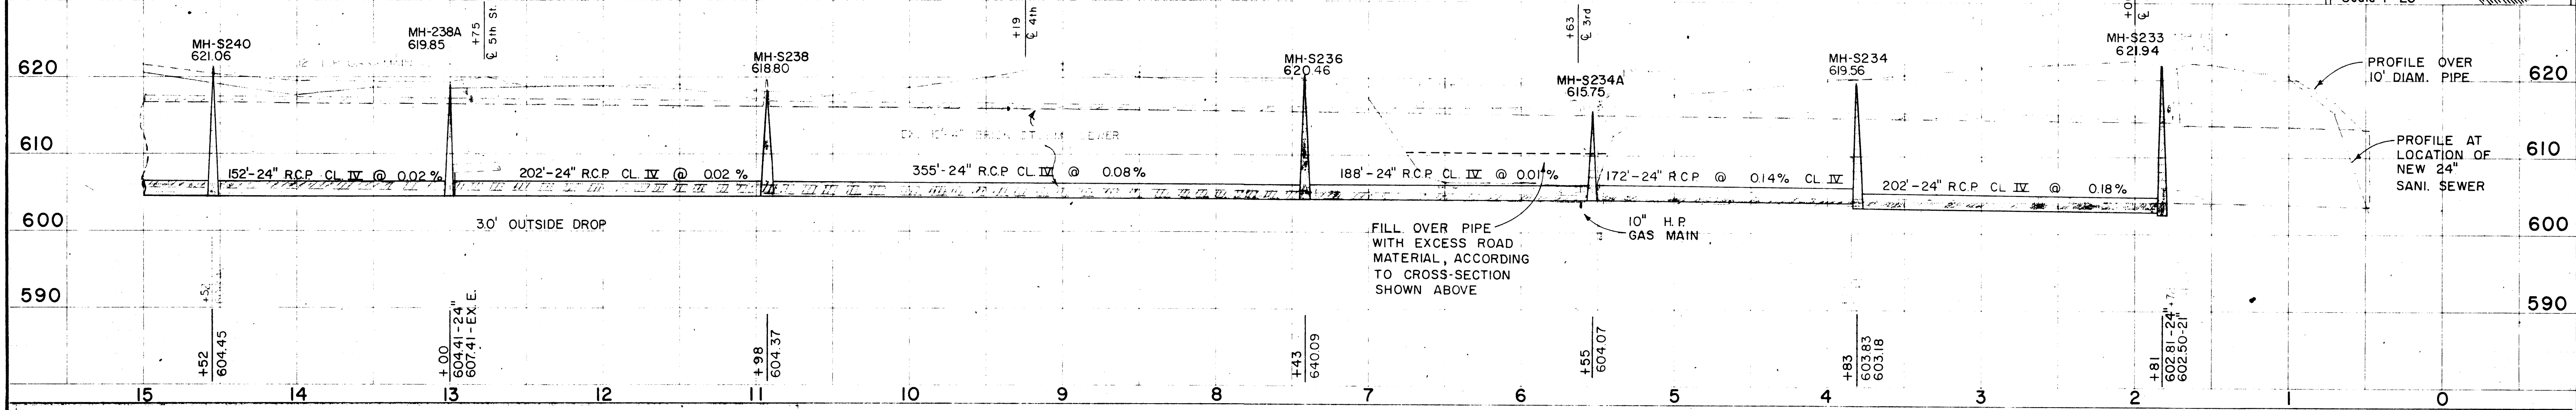 +75
℄ 5th St.
+19
℄ 4th
+63
℄ 3rd
℄
MH-S240
621.06
MH-238A
619.85
MH-S238
618.80
MH-S236
620.46
MH-S234A
615.75
MH-S234
619.56
MH-S233
621.94
620
620
PROFILE OVER
10' DIAM. PIPE
610
610
PROFILE AT
LOCATION OF
NEW 24"
SANI. SEWER
152'-24" R.C.P. CL. IV @ 0.02%
202'-24" R.C.P. CL. IV @ 0.02 %
355'-24" R.C.P. CL. IV @ 0.08%
188'-24" R.C.P. CL. IV @ 0.01%
172'-24" R.C.P @ 0.14% CL IV
202'-24" R.C.P. CL IV @ 0.18%
600
600
3.0' OUTSIDE DROP
FILL OVER PIPE
WITH EXCESS ROAD
MATERIAL, ACCORDING
TO CROSS-SECTION
SHOWN ABOVE
10" H.P.
GAS MAIN
590
590
+52
604.45
+00
604.41-24"
607.41-EX. E.
+98
604.37
+43
640.09
+55
604.07
+83
603.83
603.18
+81
602.81-24"
602.50-21"
15 14 13 12 11 10 9 8 7 6 5 4 3 2 1 0